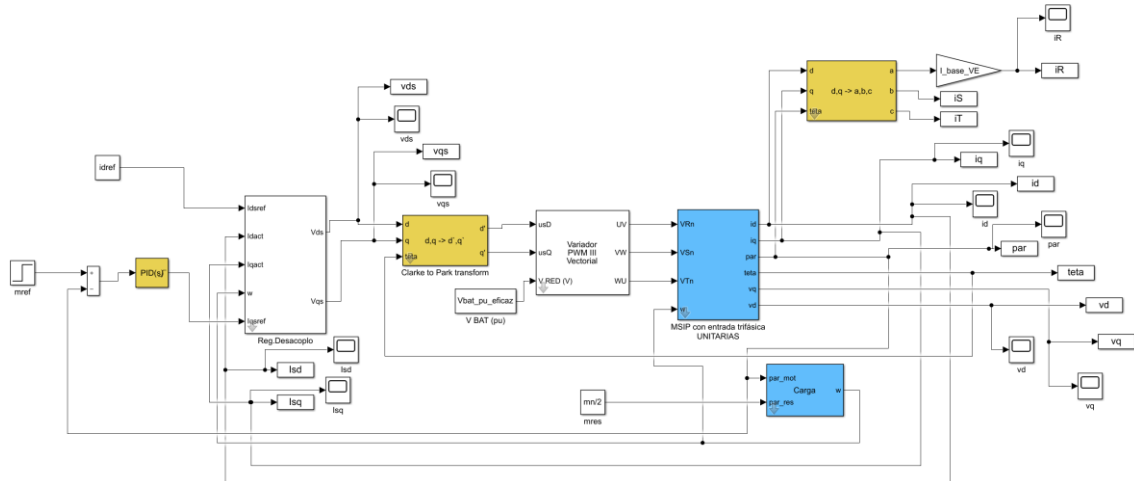 iR
d
a
I_base_VE
iR
q
d,q -> a,b,c
b
iS
teta
c
iT
vds
vds
vqs
iq
iq
idref
vqs
id
id
par
par
Idsref
Vds
Idact
Iqact
w
Iqsref
Vqs
Reg.Desacoplo
d
d'
q
d,q -> d´,q´
teta
q'
Clarke to Park transform
usD
UV
usQ
Variador
PWM III
Vectorial
VW
V.RED (V)
WU
Vbat_pu_eficaz
V BAT (pu)
VRn
id
iq
VSn
par
teta
VTn
vq
vd
MSIP con entrada trifásica
UNITARIAS
teta
vd
vq
vd
vq
mref
+
−
PID(s)
Isd
Isd
Isq
Isq
par_mot
Carga
w
par_res
mn/2
mres